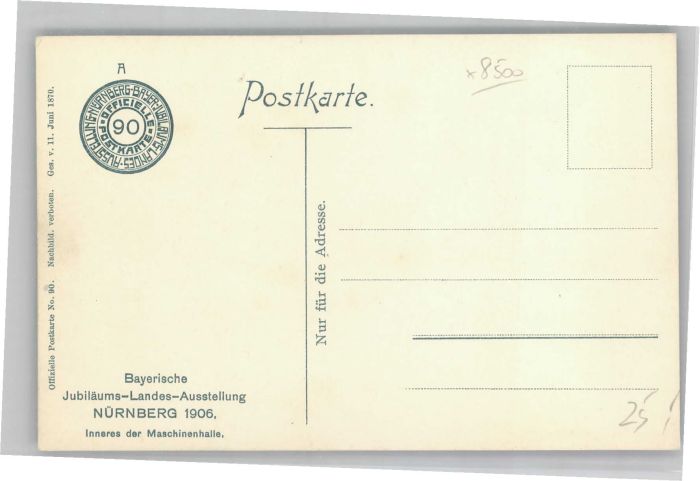 A
NÜRNBERG·BAYER·JUBILÄUMS-LANDES-AUSSTELLUNG
OFFICIELLE
90
POSTKARTE
Postkarte.
×8500
Offizielle Postkarte No. 90. Nachbild. verboten. Ges. v. 11. Juni 1870.
Nur für die Adresse.
Bayerische
Jubiläums-Landes-Ausstellung
NÜRNBERG 1906.
Inneres der Maschinenhalle.